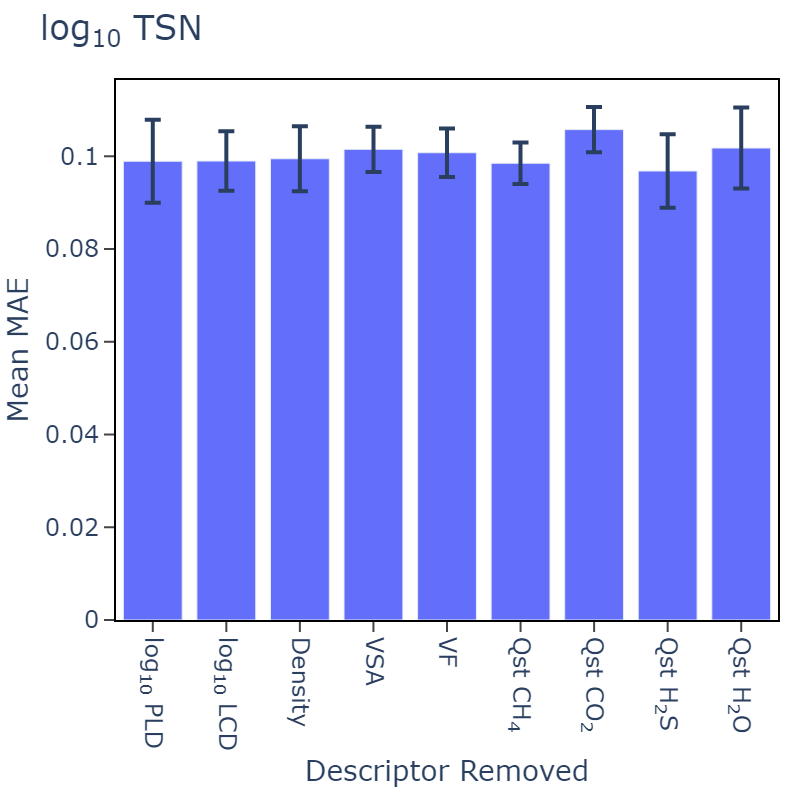 log₁₀ TSN
Mean MAE
0.1
0.08
0.06
0.04
0.02
0
log₁₀ PLD
log₁₀ LCD
Density
VSA
VF
Qst CH₄
Qst CO₂
Qst H₂S
Qst H₂O
Descriptor Removed